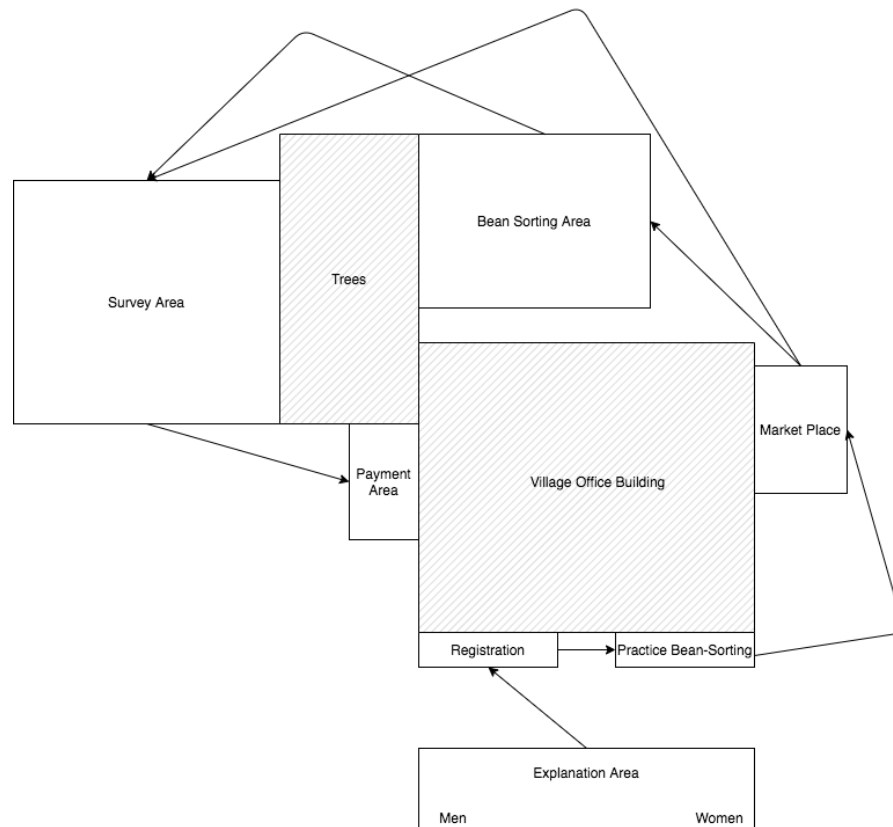 Bean Sorting Area
Trees
Survey Area
Market Place
Payment
Area
Village Office Building
Registration
Practice Bean-Sorting
Explanation Area
Men
Women